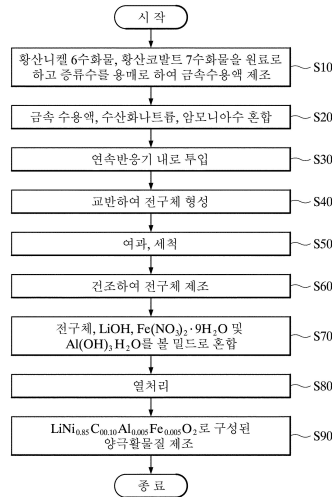 시 작
황산니켈 6수화물, 황산코발트 7수화물을 원료로
하고 증류수를 용매로 하여 금속수용액 제조
S10
금속 수용액, 수산화나트륨, 암모니아수 혼합
S20
연속반응기 내로 투입
S30
교반하여 전구체 형성
S40
여과, 세척
S50
건조하여 전구체 제조
S60
전구체, LiOH, Fe(NO₃)₂·9H₂O 및
Al(OH)₃H₂O를 볼 밀드로 혼합
S70
열처리
S80
LiNi₀.₈₅C₀₀.₁₀Al₀.₀₀₅Fe₀.₀₀₅O₂로 구성된
양극활물질 제조
S90
종 료